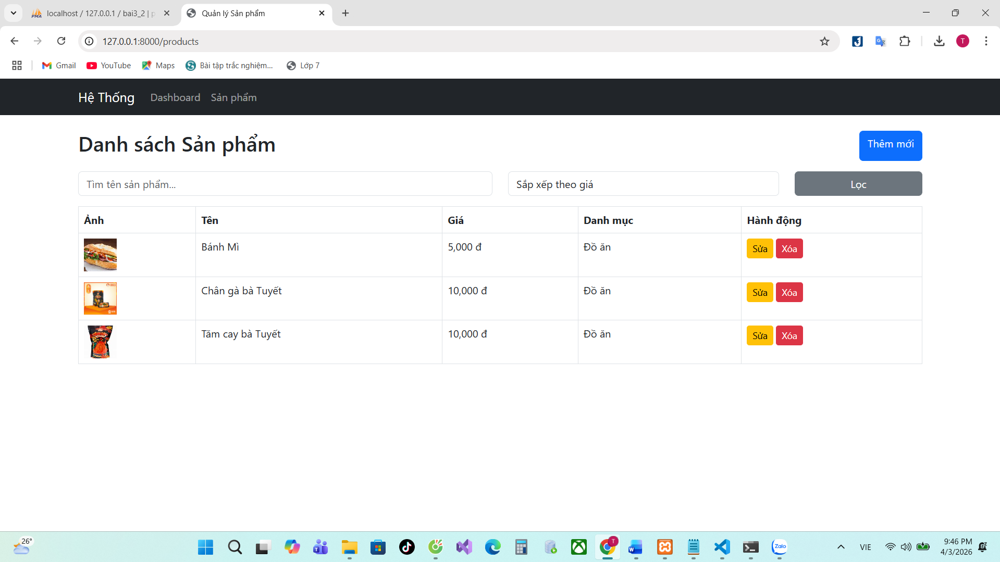 localhost / 127.0.0.1 / bai3_2 | p
Quản lý Sản phẩm
127.0.0.1:8000/products
T
Gmail
YouTube
Maps
Bài tập trắc nghiệm...
Lớp 7
Hệ Thống
Dashboard
Sản phẩm
Danh sách Sản phẩm
Thêm mới
Tìm tên sản phẩm...
Sắp xếp theo giá
Lọc
Ảnh
Tên
Giá
Danh mục
Hành động
Bánh Mì
5,000 đ
Đồ ăn
Sửa
Xóa
Chân gà bà Tuyết
10,000 đ
Đồ ăn
Sửa
Xóa
Tăm cay bà Tuyết
10,000 đ
Đồ ăn
Sửa
Xóa
26°
Zalo
VIE
9:46 PM
4/3/2026